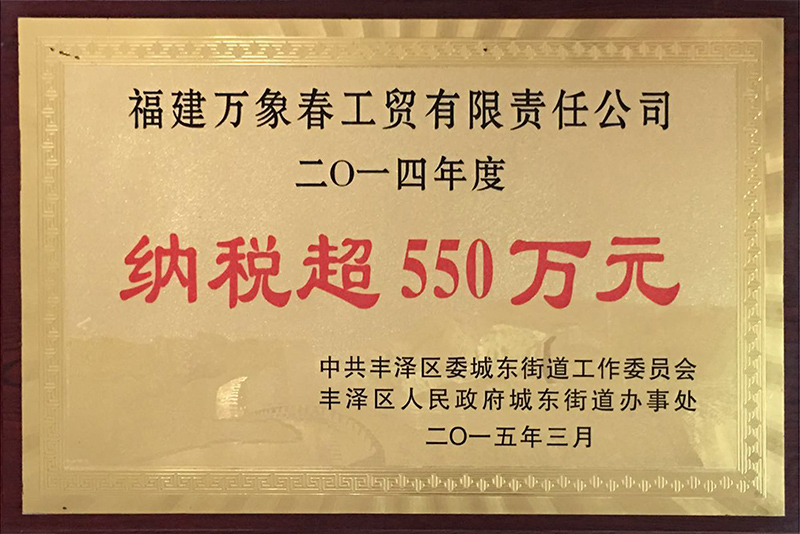 福建万象春工贸有限责任公司
二〇一四年度
纳税超550万元
中共丰泽区委城东街道工作委员会
丰泽区人民政府城东街道办事处
二〇一五年三月